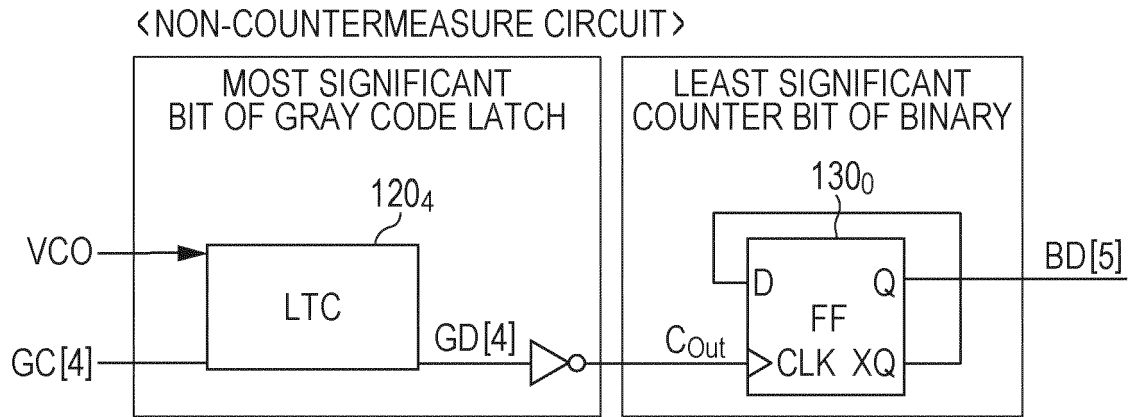 <NON-COUNTERMEASURE CIRCUIT>
MOST SIGNIFICANT
BIT OF GRAY CODE LATCH
LEAST SIGNIFICANT
COUNTER BIT OF BINARY
120₄
130₀
VCO
LTC
GC[4]
GD[4]
C_Out
D
Q
FF
CLK
XQ
BD[5]